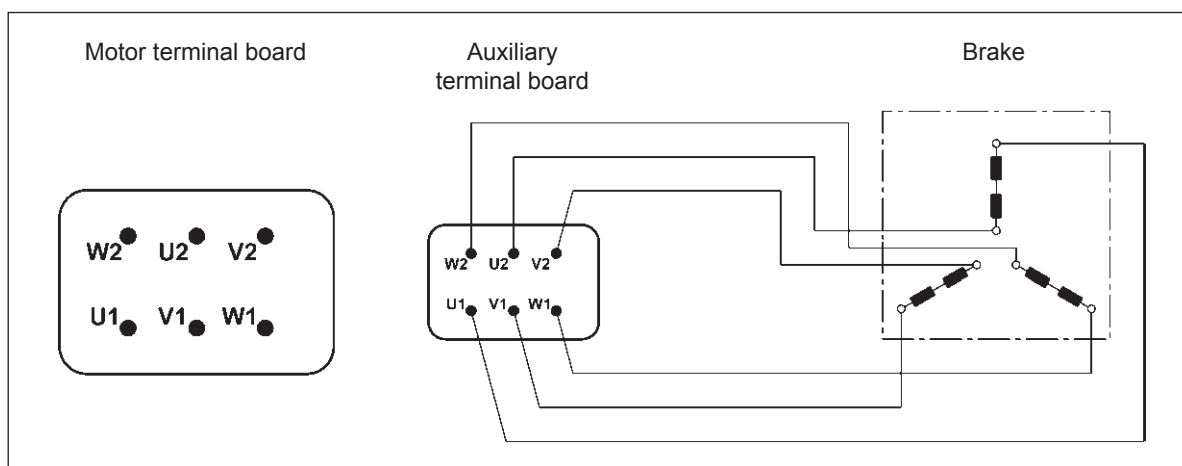 Motor terminal board
Auxiliary
terminal board
Brake
W2 U2 V2
U1 V1 W1
W2 U2 V2
U1 V1 W1